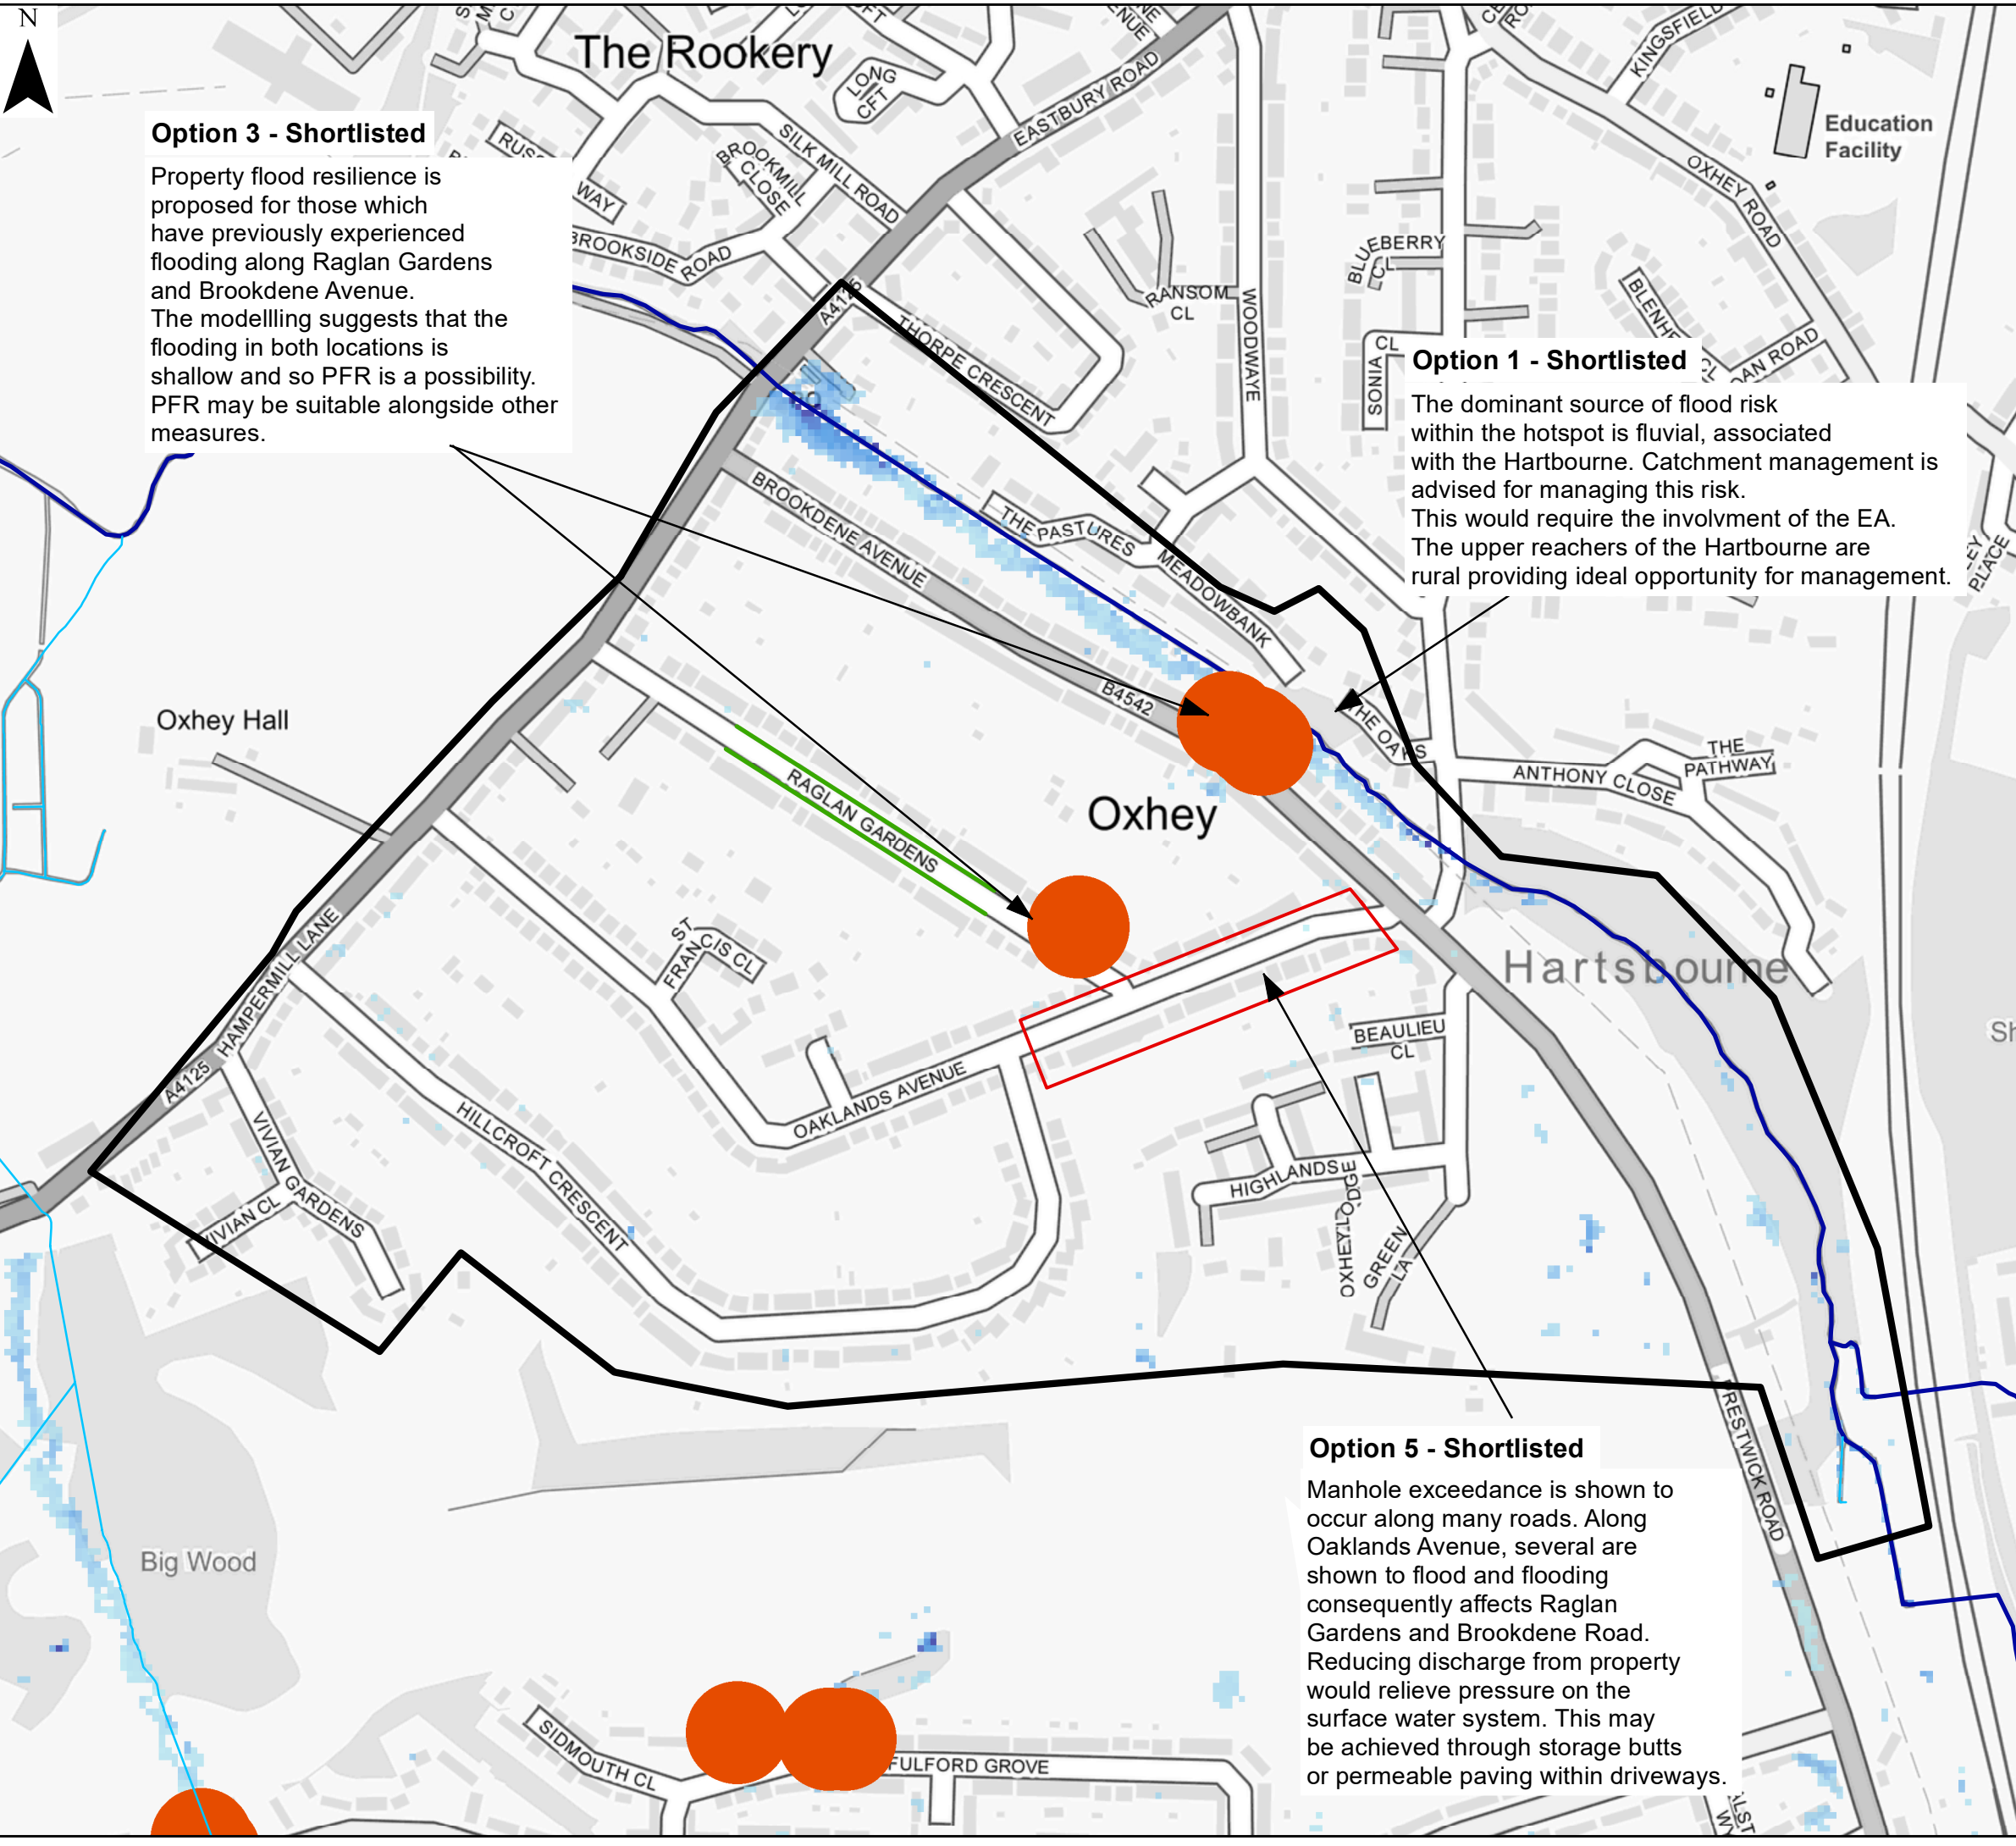 N
The Rookery
LONG
CFT
EASTBURY ROAD
KINGSFIELD
Education
Facility
OXHEY ROAD
SILK MILL ROAD
BROOKMILL
CLOSE
WAY
BROOKSIDE ROAD
Option 3 - Shortlisted
Property flood resilience is
proposed for those which
have previously experienced
flooding along Raglan Gardens
and Brookdene Avenue.
The modellling suggests that the
flooding in both locations is
shallow and so PFR is a possibility.
PFR may be suitable alongside other
measures.
A4125
THORPE CRESCENT
RANSOM
CL
WOODWAYE
BLUEBERRY
CL
SONIA
CL
Option 1 - Shortlisted
The dominant source of flood risk
within the hotspot is fluvial, associated
with the Hartbourne. Catchment management is
advised for managing this risk.
This would require the involvment of the EA.
The upper reachers of the Hartbourne are
rural providing ideal opportunity for management.
PLACE
BROOKDENE AVENUE
THE PASTURES
MEADOWBANK
B4542
THE OAKS
ANTHONY CLOSE
THE
PATHWAY
Oxhey Hall
RAGLAN GARDENS
Oxhey
Hartsbourne
ST
FRANCIS CL
HAMPERMILL LANE
A4125
OAKLANDS AVENUE
BEAULIEU
CL
HILLCROFT CRESCENT
VIVIAN GARDENS
VIVIAN CL
HIGHLANDS
OXHEY LODGE
GREEN
LA
PRESTWICK ROAD
Option 5 - Shortlisted
Manhole exceedance is shown to
occur along many roads. Along
Oaklands Avenue, several are
shown to flood and flooding
consequently affects Raglan
Gardens and Brookdene Road.
Reducing discharge from property
would relieve pressure on the
surface water system. This may
be achieved through storage butts
or permeable paving within driveways.
Big Wood
SIDMOUTH CL
FULFORD GROVE